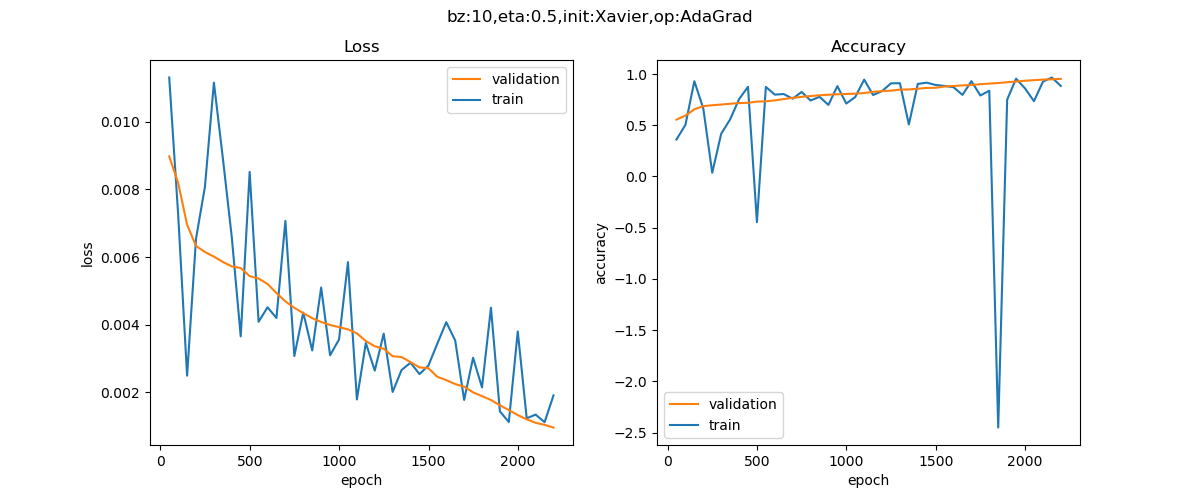 bz:10,eta:0.5,init:Xavier,op:AdaGrad
Loss
validation
train
0.010
0.008
0.006
0.004
0.002
loss
0
500
1000
1500
2000
epoch
Accuracy
1.0
0.5
0.0
−0.5
−1.0
−1.5
−2.0
−2.5
accuracy
validation
train
0
500
1000
1500
2000
epoch